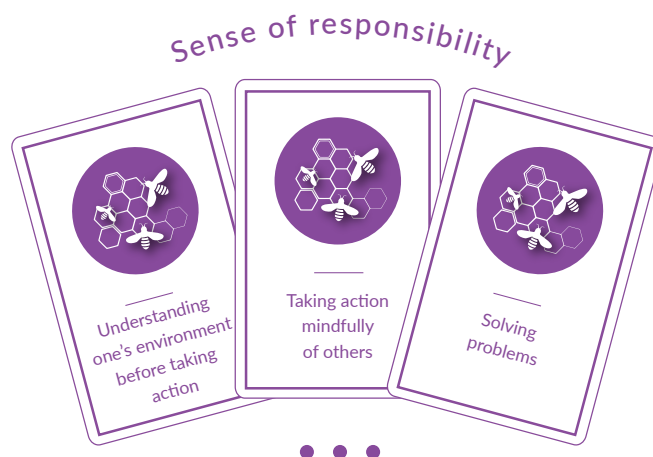 Sense of responsibility
Understanding
one's environment
before taking
action
Taking action
mindfully
of others
Solving
problems